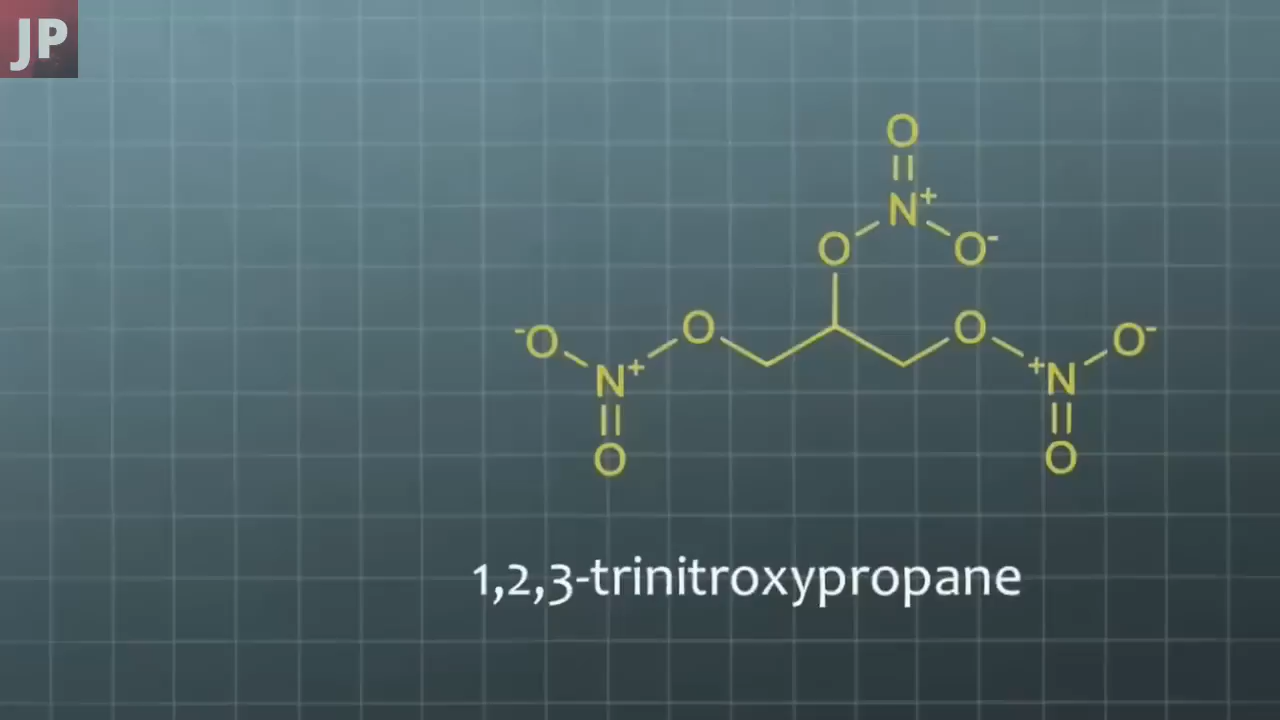 JP
O
N+
O
O-
-O
O
O
O-
N+
+N
O
O
1,2,3-trinitroxypropane